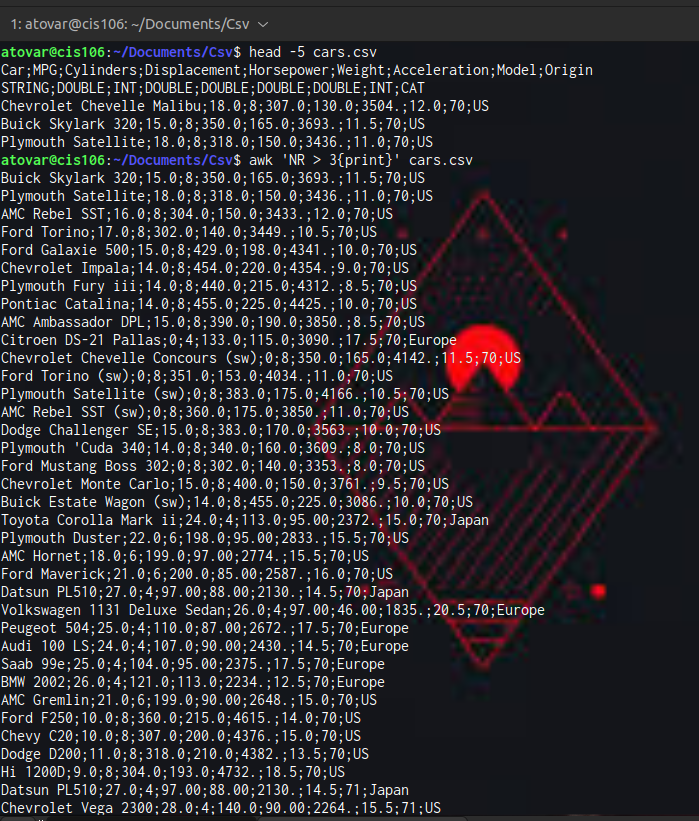 1: atovar@cis106: ~/Documents/Csv
atovar@cis106:~/Documents/Csv$ head -5 cars.csv
Car;MPG;Cylinders;Displacement;Horsepower;Weight;Acceleration;Model;Origin
STRING;DOUBLE;INT;DOUBLE;DOUBLE;DOUBLE;DOUBLE;INT;CAT
Chevrolet Chevelle Malibu;18.0;8;307.0;130.0;3504.;12.0;70;US
Buick Skylark 320;15.0;8;350.0;165.0;3693.;11.5;70;US
Plymouth Satellite;18.0;8;318.0;150.0;3436.;11.0;70;US
atovar@cis106:~/Documents/Csv$ awk 'NR > 3{print}' cars.csv
Buick Skylark 320;15.0;8;350.0;165.0;3693.;11.5;70;US
Plymouth Satellite;18.0;8;318.0;150.0;3436.;11.0;70;US
AMC Rebel SST;16.0;8;304.0;150.0;3433.;12.0;70;US
Ford Torino;17.0;8;302.0;140.0;3449.;10.5;70;US
Ford Galaxie 500;15.0;8;429.0;198.0;4341.;10.0;70;US
Chevrolet Impala;14.0;8;454.0;220.0;4354.;9.0;70;US
Plymouth Fury iii;14.0;8;440.0;215.0;4312.;8.5;70;US
Pontiac Catalina;14.0;8;455.0;225.0;4425.;10.0;70;US
AMC Ambassador DPL;15.0;8;390.0;190.0;3850.;8.5;70;US
Citroen DS-21 Pallas;0;4;133.0;115.0;3090.;17.5;70;Europe
Chevrolet Chevelle Concours (sw);0;8;350.0;165.0;4142.;11.5;70;US
Ford Torino (sw);0;8;351.0;153.0;4034.;11.0;70;US
Plymouth Satellite (sw);0;8;383.0;175.0;4166.;10.5;70;US
AMC Rebel SST (sw);0;8;360.0;175.0;3850.;11.0;70;US
Dodge Challenger SE;15.0;8;383.0;170.0;3563.;10.0;70;US
Plymouth 'Cuda 340;14.0;8;340.0;160.0;3609.;8.0;70;US
Ford Mustang Boss 302;0;8;302.0;140.0;3353.;8.0;70;US
Chevrolet Monte Carlo;15.0;8;400.0;150.0;3761.;9.5;70;US
Buick Estate Wagon (sw);14.0;8;455.0;225.0;3086.;10.0;70;US
Toyota Corolla Mark ii;24.0;4;113.0;95.00;2372.;15.0;70;Japan
Plymouth Duster;22.0;6;198.0;95.00;2833.;15.5;70;US
AMC Hornet;18.0;6;199.0;97.00;2774.;15.5;70;US
Ford Maverick;21.0;6;200.0;85.00;2587.;16.0;70;US
Datsun PL510;27.0;4;97.00;88.00;2130.;14.5;70;Japan
Volkswagen 1131 Deluxe Sedan;26.0;4;97.00;46.00;1835.;20.5;70;Europe
Peugeot 504;25.0;4;110.0;87.00;2672.;17.5;70;Europe
Audi 100 LS;24.0;4;107.0;90.00;2430.;14.5;70;Europe
Saab 99e;25.0;4;104.0;95.00;2375.;17.5;70;Europe
BMW 2002;26.0;4;121.0;113.0;2234.;12.5;70;Europe
AMC Gremlin;21.0;6;199.0;90.00;2648.;15.0;70;US
Ford F250;10.0;8;360.0;215.0;4615.;14.0;70;US
Chevy C20;10.0;8;307.0;200.0;4376.;15.0;70;US
Dodge D200;11.0;8;318.0;210.0;4382.;13.5;70;US
Hi 1200D;9.0;8;304.0;193.0;4732.;18.5;70;US
Datsun PL510;27.0;4;97.00;88.00;2130.;14.5;71;Japan
Chevrolet Vega 2300;28.0;4;140.0;90.00;2264.;15.5;71;US